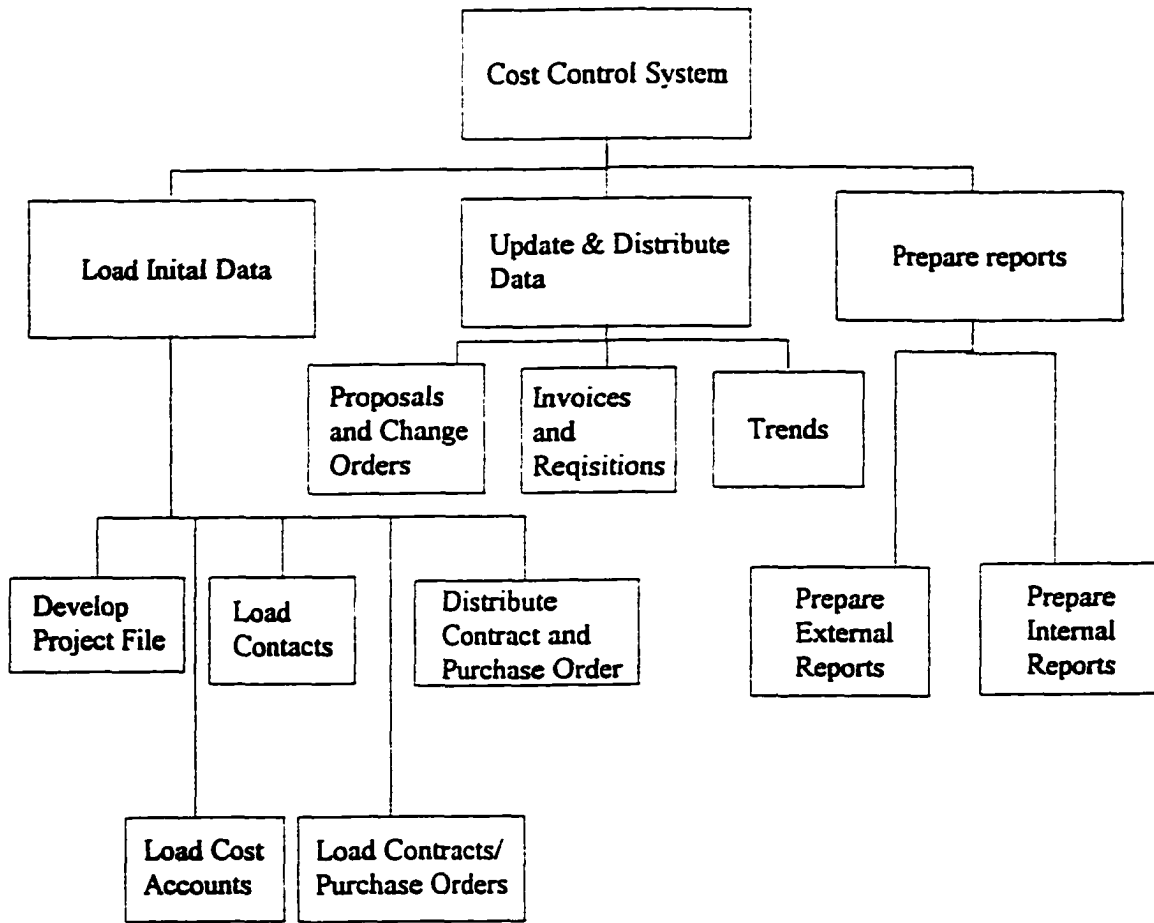 Cost Control System
Load Inital Data
Update & Distribute
Data
Prepare reports
Proposals
and Change
Orders
Invoices
and
Reqisitions
Trends
Develop
Project File
Load
Contacts
Distribute
Contract and
Purchase Order
Prepare
External
Reports
Prepare
Internal
Reports
Load Cost
Accounts
Load Contracts/
Purchase Orders